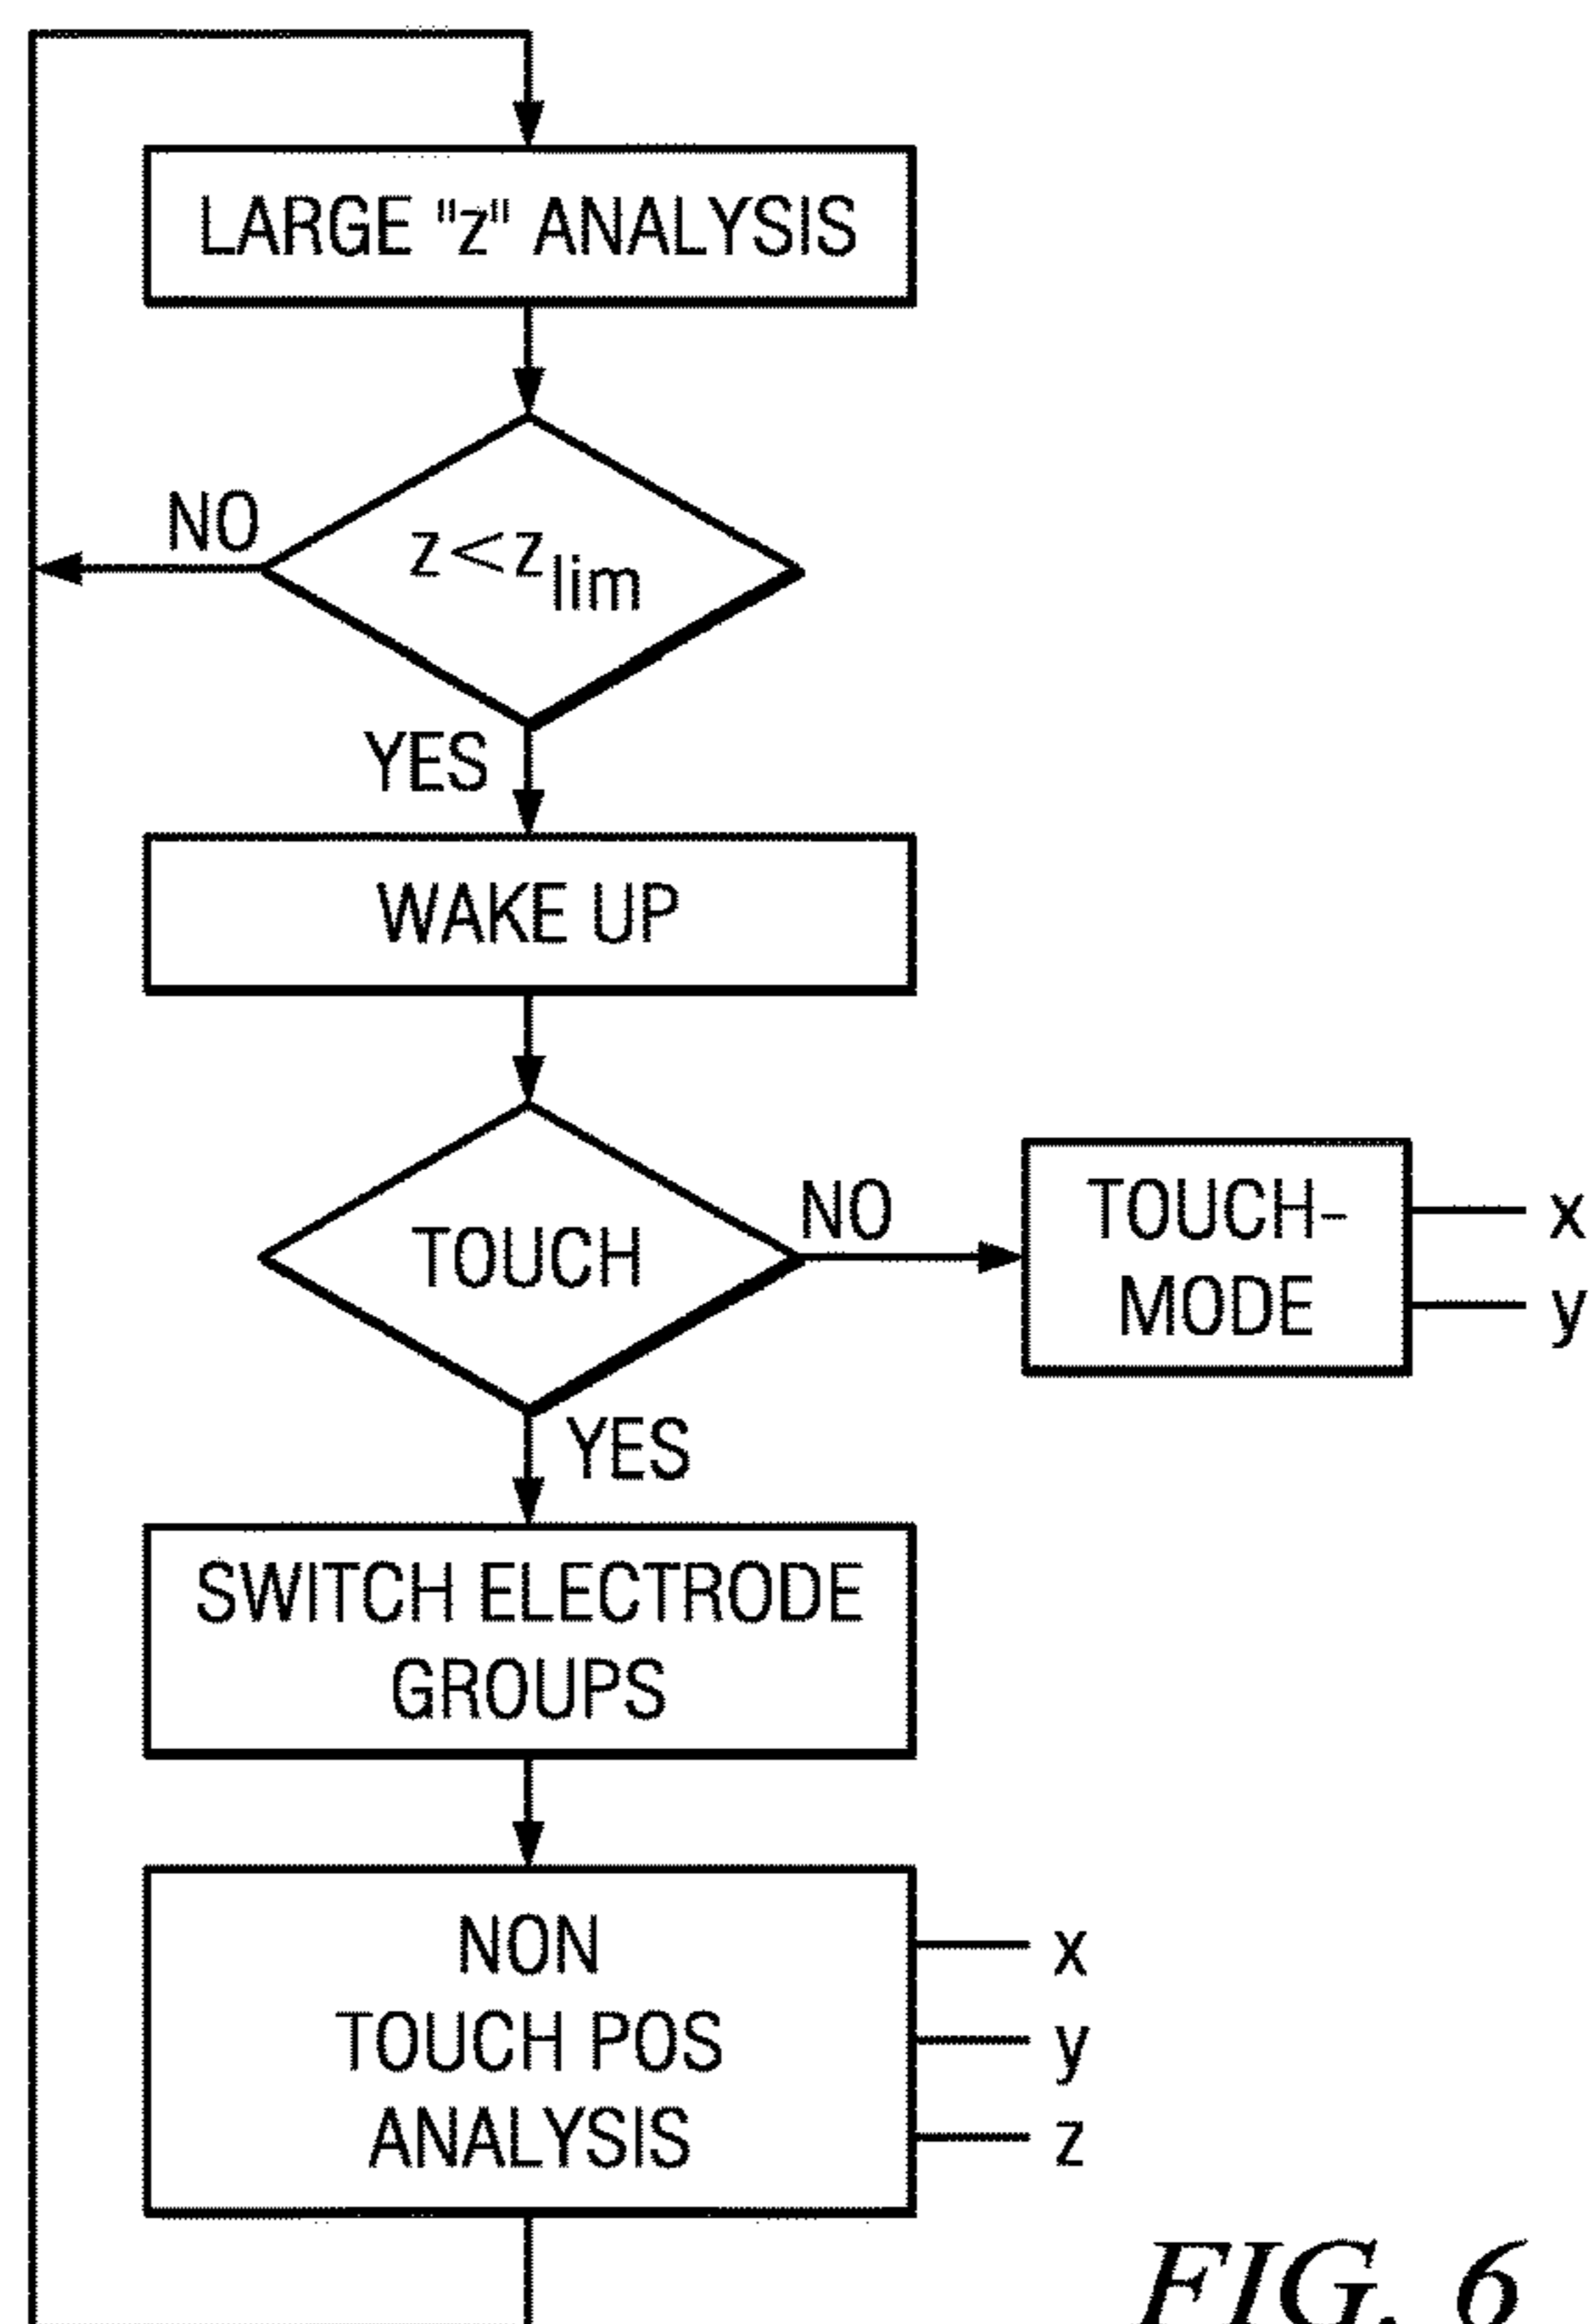 LARGE "z" ANALYSIS
NO
z<zlim
YES
WAKE UP
TOUCH
NO
TOUCH-
MODE
x
y
YES
SWITCH ELECTRODE
GROUPS
NON
TOUCH POS
ANALYSIS
x
y
z
FIG. 6